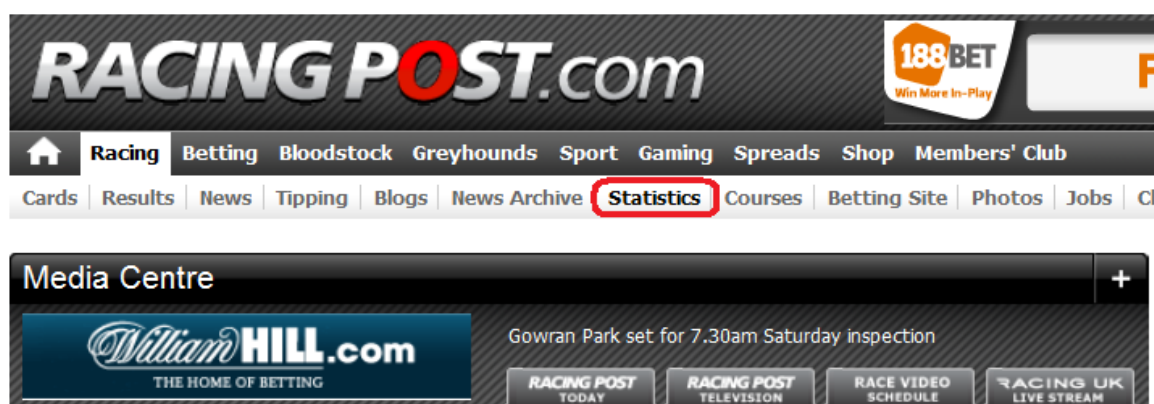 RACING POST.com
188BET
Win More In-Play
Racing Betting Bloodstock Greyhounds Sport Gaming Spreads Shop Members' Club
Cards Results News Tipping Blogs News Archive Statistics Courses Betting Site Photos Jobs
Media Centre +
William HILL.com
THE HOME OF BETTING
Gowran Park set for 7.30am Saturday inspection
RACING POST TODAY
RACING POST TELEVISION
RACE VIDEO SCHEDULE
RACING UK LIVE STREAM